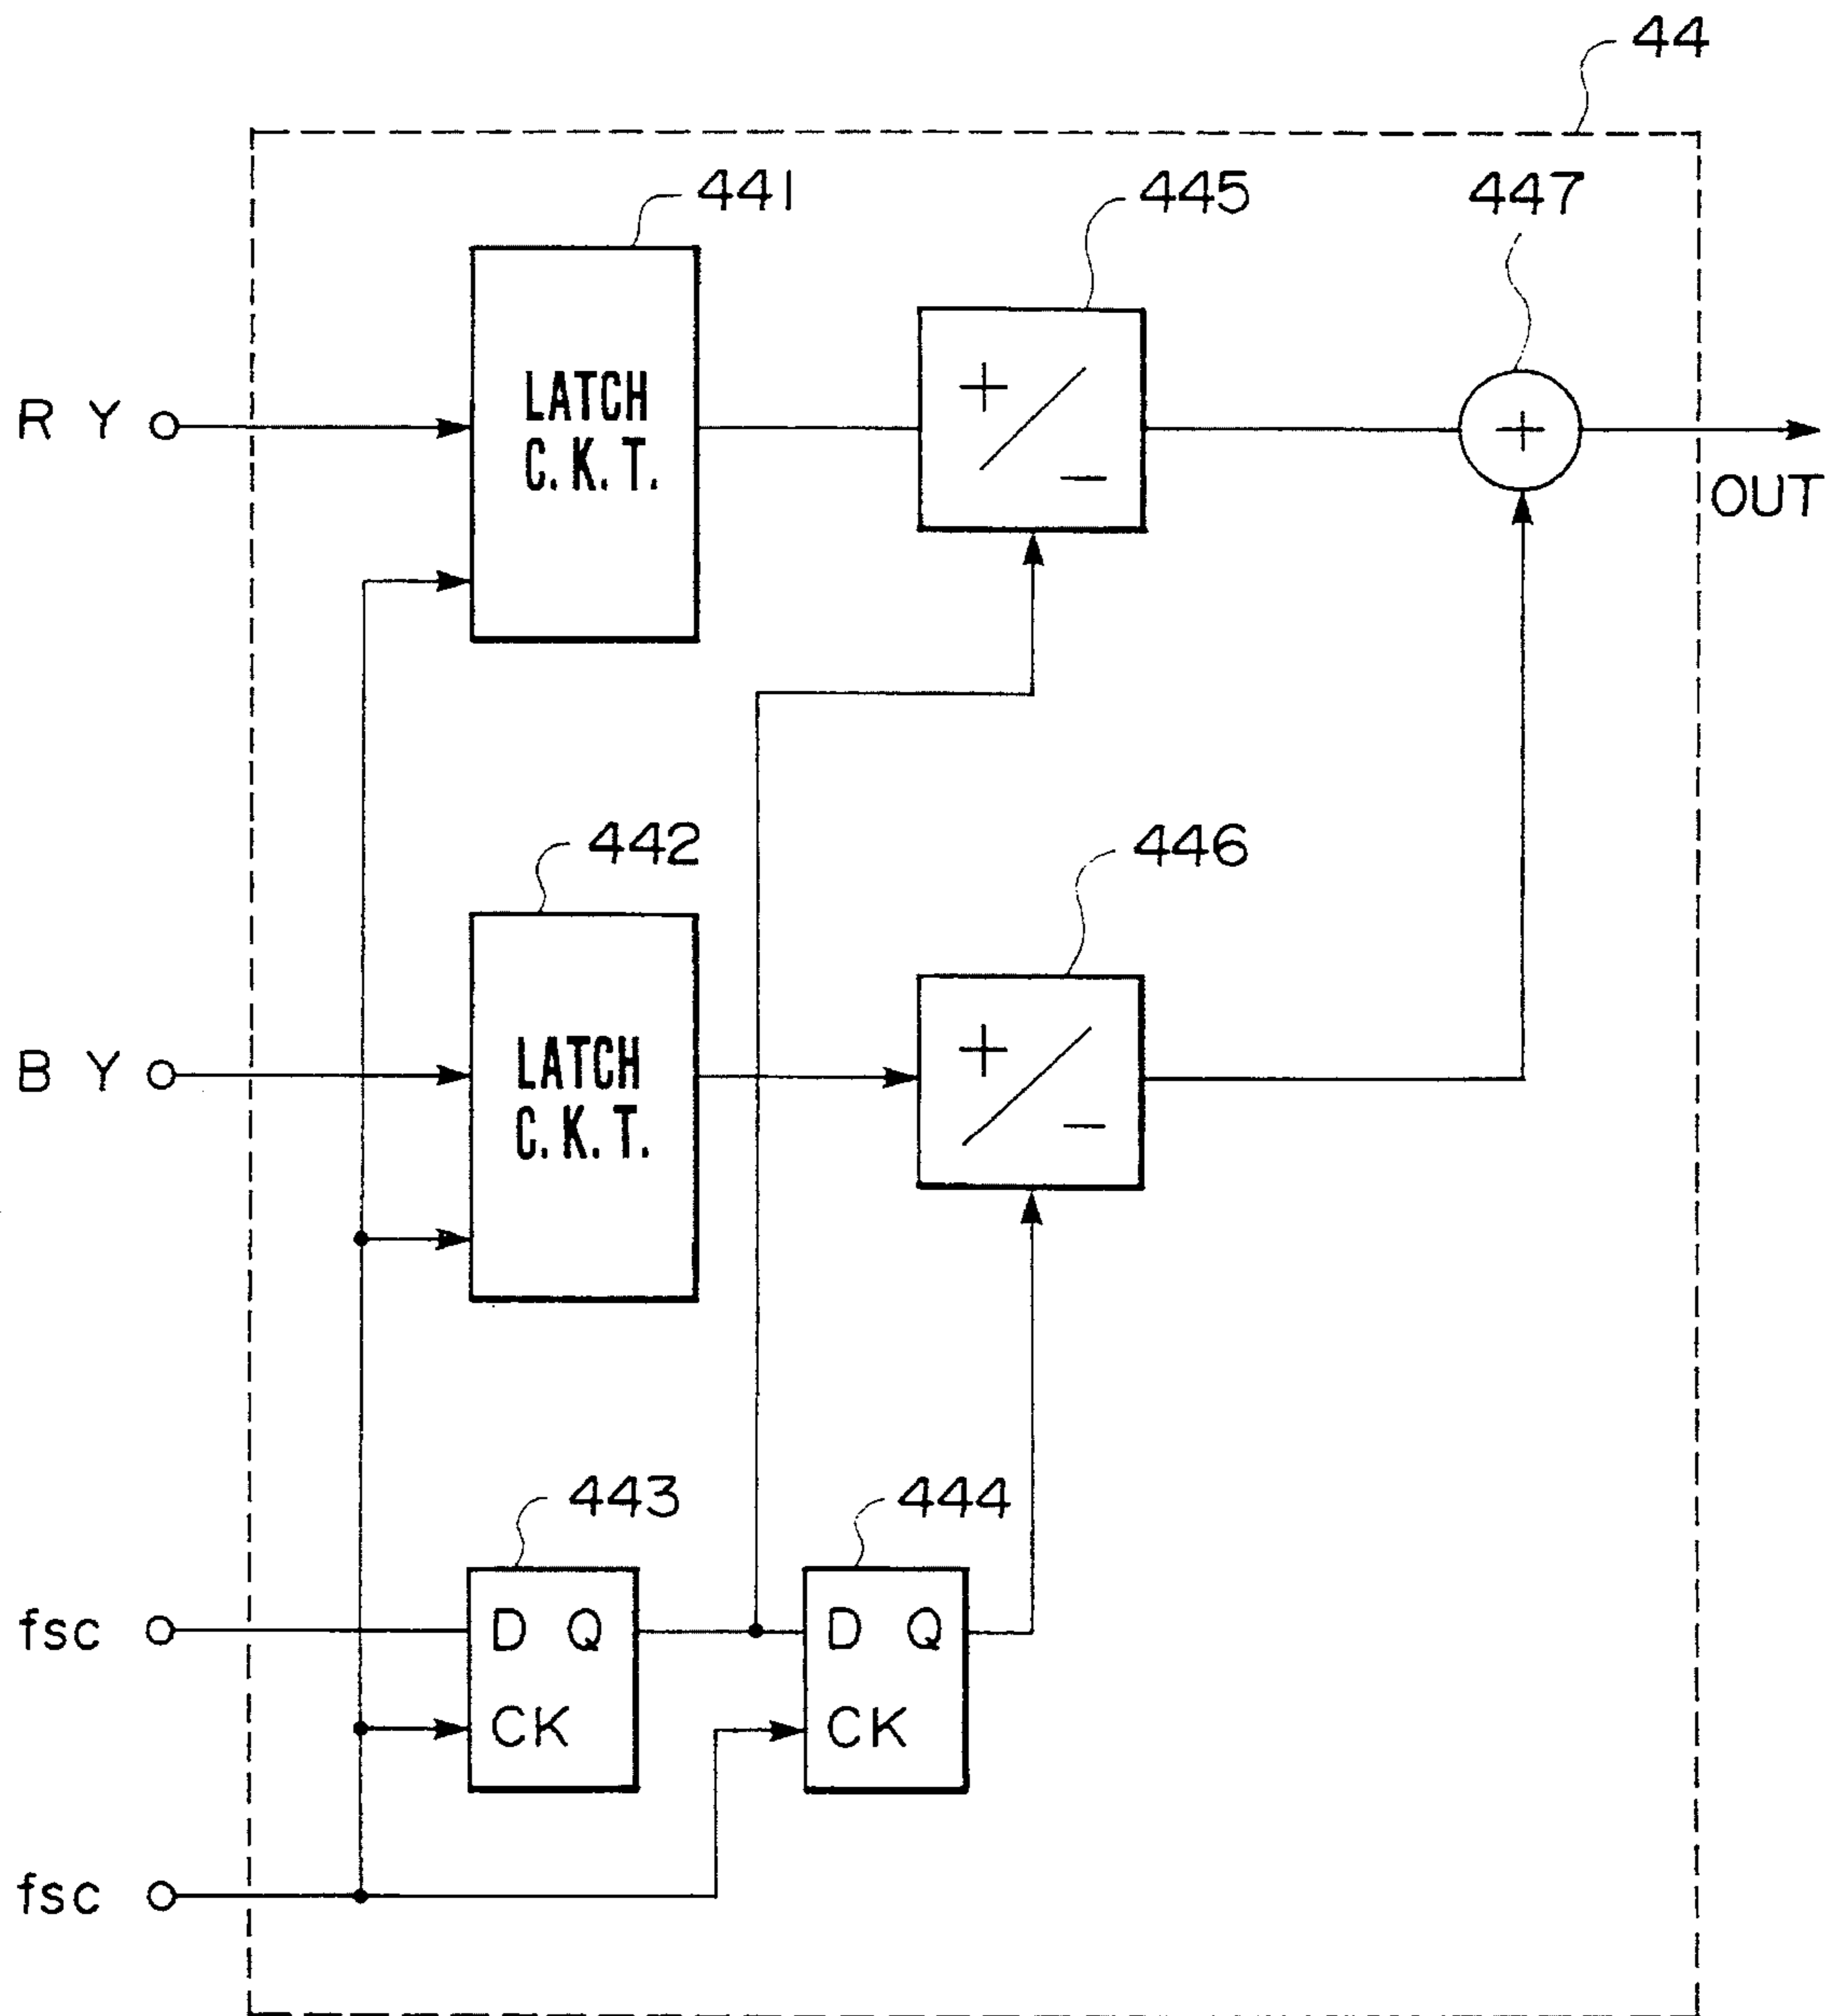 44
441
445
447
R Y
LATCH
C. K. T.
+
−
+
OUT
442
446
B Y
LATCH
C. K. T.
+
−
443
444
fsc
D Q
CK
D Q
CK
fsc